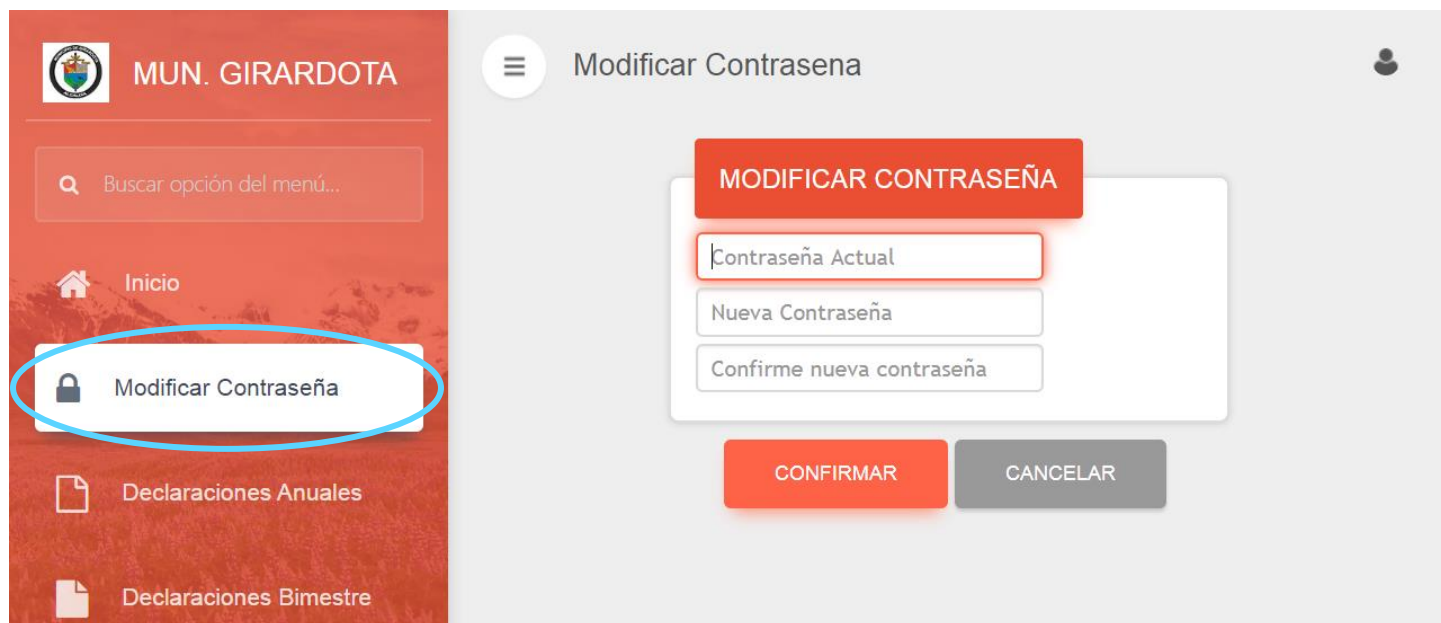 MUN. GIRARDOTA
Buscar opción del menú...
Inicio
Modificar Contraseña
Declaraciones Anuales
Declaraciones Bimestre
Modificar Contrasena
MODIFICAR CONTRASEÑA
Contraseña Actual
Nueva Contraseña
Confirme nueva contraseña
CONFIRMAR
CANCELAR